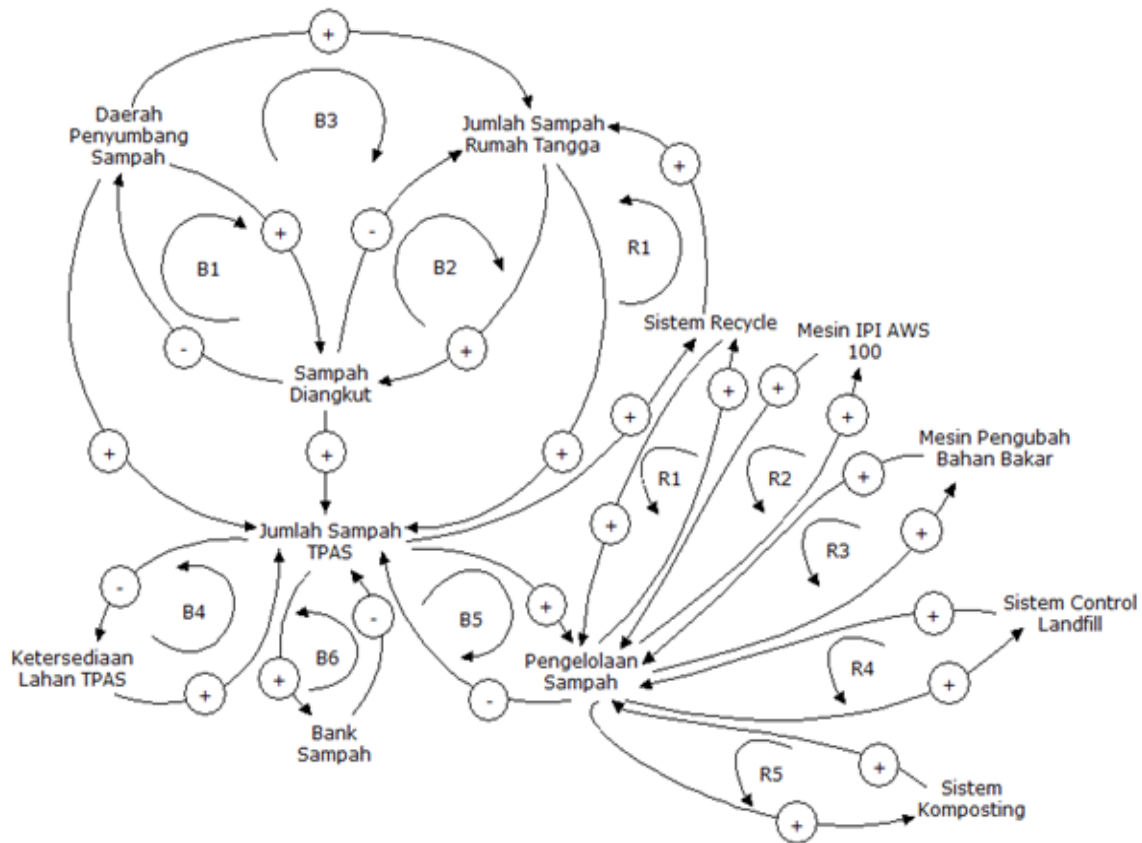 +
B3
Daerah
Penyumbang
Sampah
Jumlah Sampah
Rumah Tangga
+
+
-
B1
B2
R1
-
+
Sampah
Diangkut
Sistem Recycle
Mesin IPI AWS
100
+
+
+
+
+
+
+
Mesin Pengubah
Bahan Bakar
+
R1
R2
+
+
R3
Jumlah Sampah
TPAS
-
B4
B6
-
B5
+
Sistem Control
Landfill
+
Ketersediaan
Lahan TPAS
+
+
Pengelolaan
Sampah
-
R4
+
Bank
Sampah
R5
+
Sistem
Komposting
+